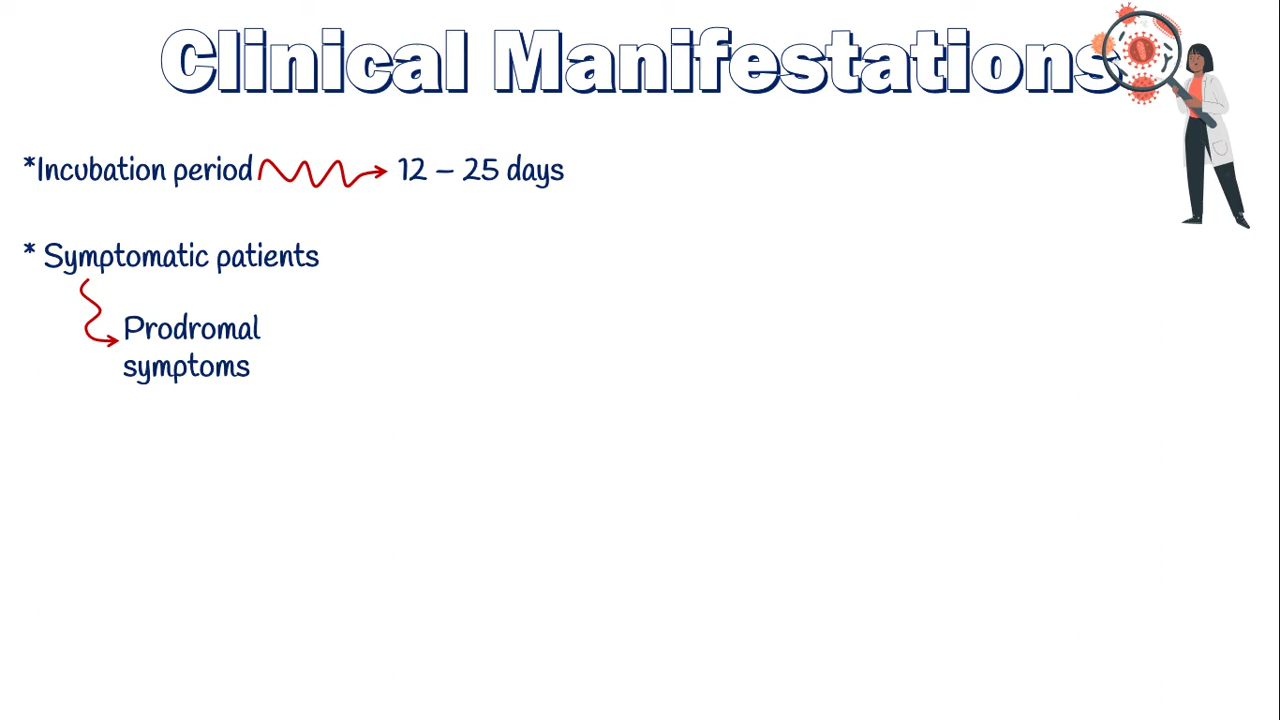 Clinical Manifestations
*Incubation period 12 – 25 days
* Symptomatic patients
Prodromal
symptoms